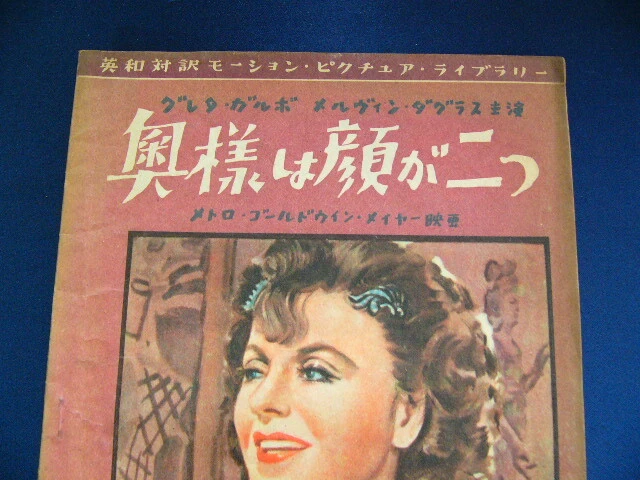 英和対訳モーション・ピクチュア・ライブラリー
グレタ・ガルボ メルヴィン・ダグラス主演
奥様は顔が二つ
メトロ・ゴールドウイン・メイヤー映画